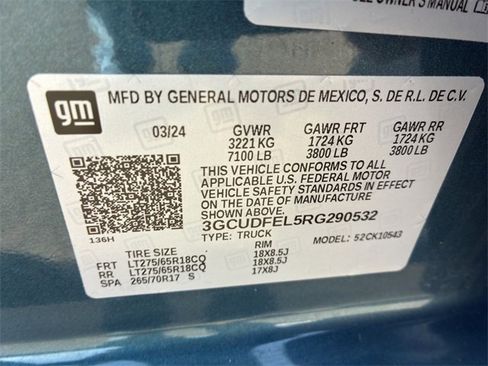 OWNER'S MANUAL
gm
MFD BY GENERAL MOTORS DE MEXICO, S. DE R.L. DE C.V.
03/24 GVWR GAWR FRT GAWR RR
3221 KG 1724 KG 1724 KG
7100 LB 3800 LB 3800 LB
THIS VEHICLE CONFORMS TO ALL
APPLICABLE U.S. FEDERAL MOTOR
VEHICLE SAFETY STANDARDS IN EFFECT
ON THE DATE OF MANUFACTURE
SHOWN ABOVE.
3GCUDFEL5RG290532
TYPE: TRUCK MODEL: 52CK10543
136H
TIRE SIZE RIM
FRT LT275/65R18CQ 18X8.5J
RR LT275/65R18CQ 18X8.5J
SPA 265/70R17 S 17X8J